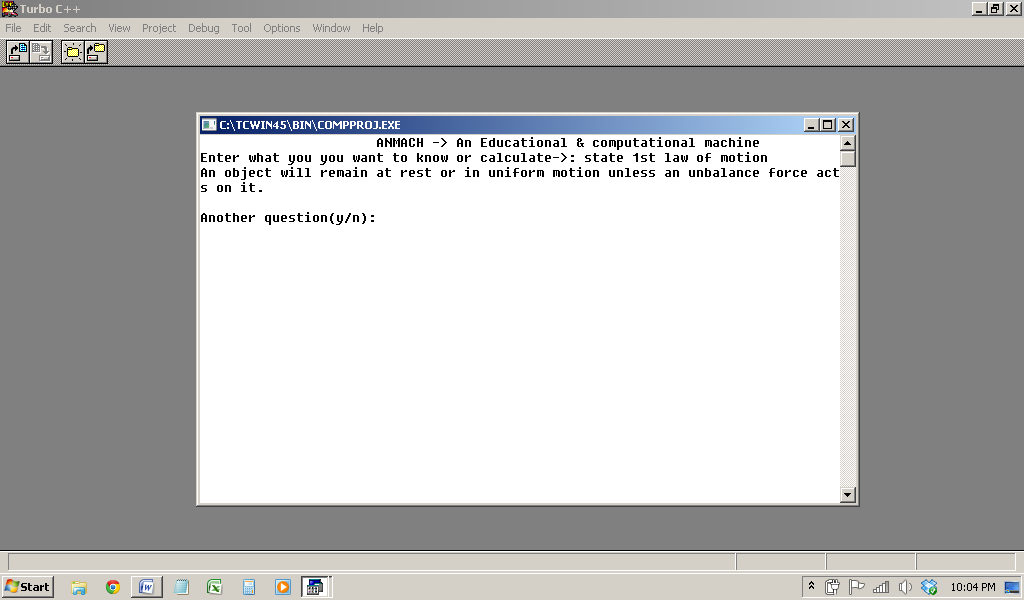 Turbo C++
File Edit Search View Project Debug Tool Options Window Help
C:\TCWIN45\BIN\COMPPROJ.EXE
ANMACH -> An Educational & computational machine
Enter what you you want to know or calculate->: state 1st law of motion
An object will remain at rest or in uniform motion unless an unbalance force act
s on it.
Another question(y/n):
Start
10:04 PM